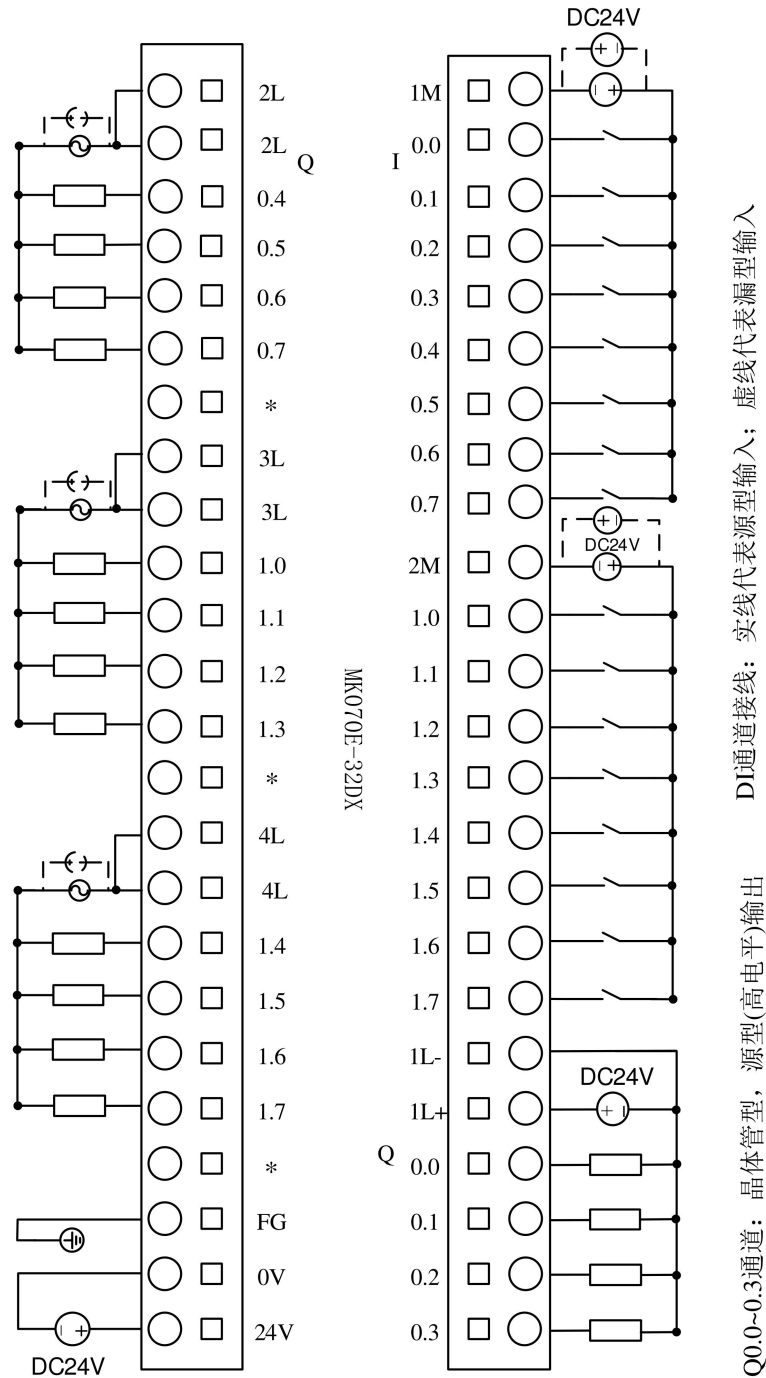 2L
2L
Q
0.4
0.5
0.6
0.7
*
3L
3L
1.0
1.1
1.2
1.3
*
4L
4L
1.4
1.5
1.6
1.7
*
FG
0V
24V
DC24V
MK070E-32DX
DC24V
1M
I
0.0
0.1
0.2
0.3
0.4
0.5
0.6
0.7
DC24V
2M
1.0
1.1
1.2
1.3
1.4
1.5
1.6
1.7
1L-
DC24V
1L+
Q
0.0
0.1
0.2
0.3
DI通道接线：实线代表源型输入；虚线代表漏型输入
Q0.0~0.3通道：晶体管型，源型(高电平)输出